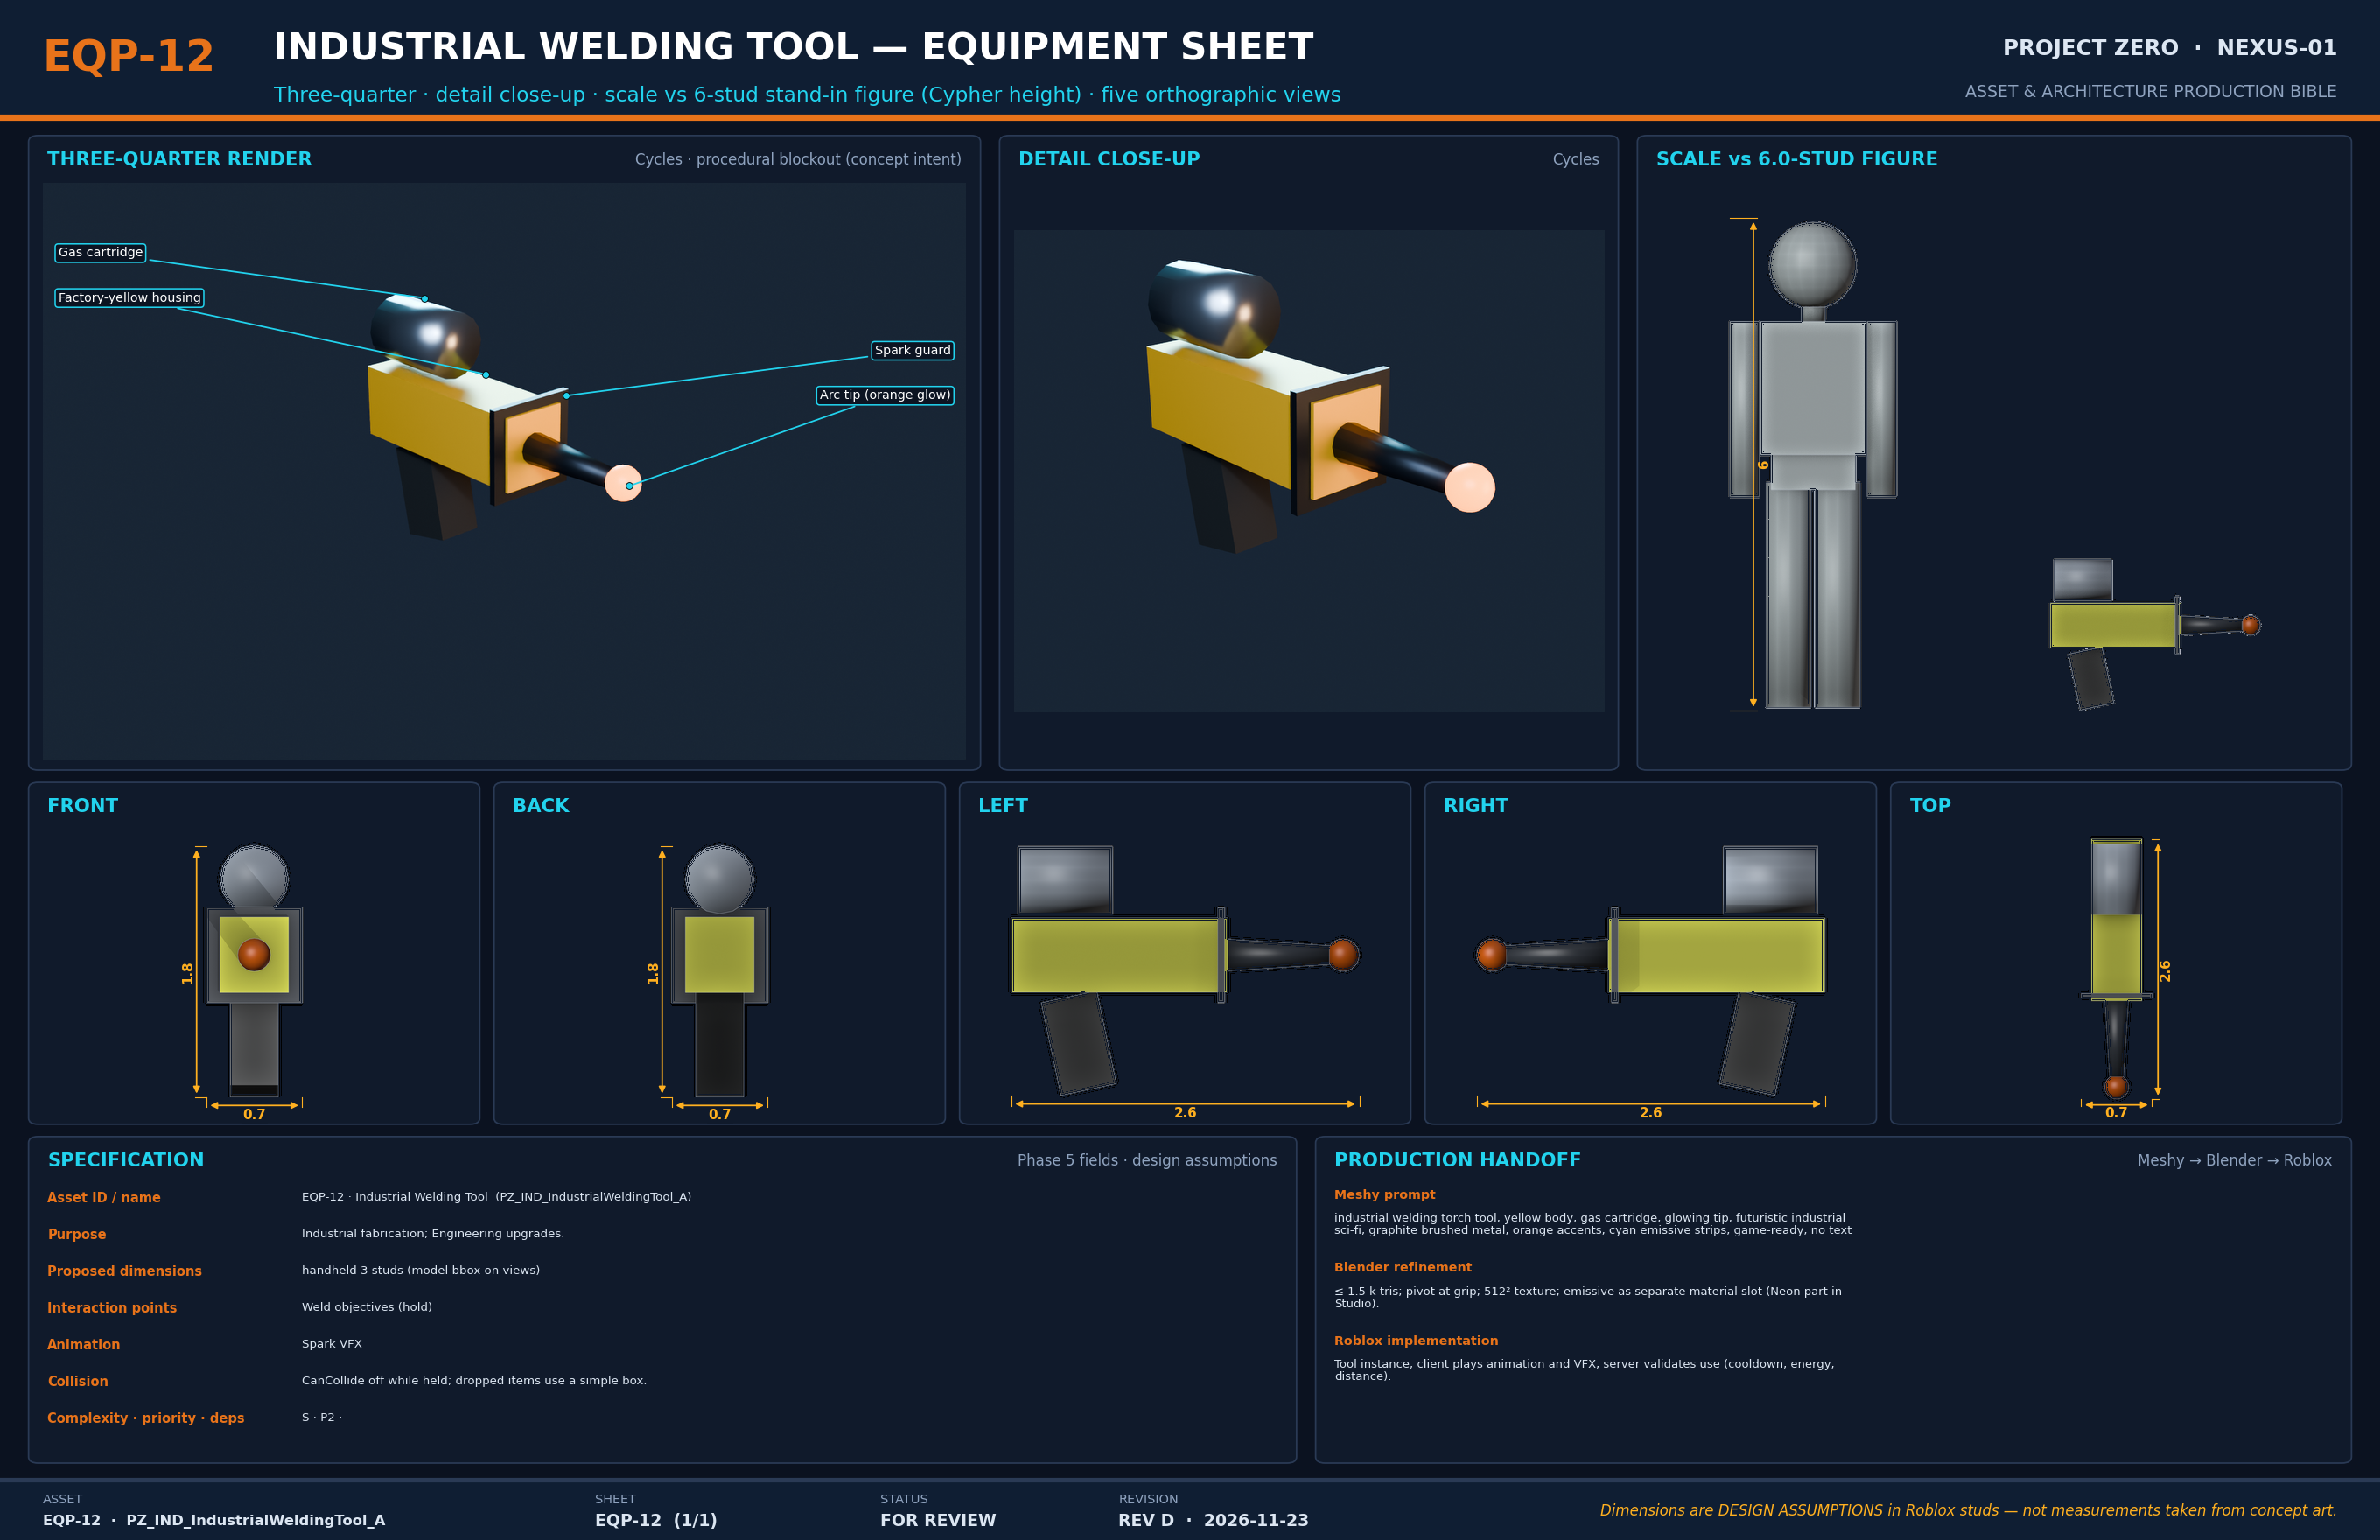 EQP-12
INDUSTRIAL WELDING TOOL — EQUIPMENT SHEET
Three-quarter · detail close-up · scale vs 6-stud stand-in figure (Cypher height) · five orthographic views
PROJECT ZERO · NEXUS-01
ASSET & ARCHITECTURE PRODUCTION BIBLE
THREE-QUARTER RENDER
Cycles · procedural blockout (concept intent)
Gas cartridge
Factory-yellow housing
Spark guard
Arc tip (orange glow)
DETAIL CLOSE-UP
Cycles
SCALE vs 6.0-STUD FIGURE
6
FRONT
1.8
0.7
BACK
1.8
0.7
LEFT
2.6
RIGHT
2.6
TOP
2.6
0.7
SPECIFICATION
Phase 5 fields · design assumptions
Asset ID / name
EQP-12 · Industrial Welding Tool (PZ_IND_IndustrialWeldingTool_A)
Purpose
Industrial fabrication; Engineering upgrades.
Proposed dimensions
handheld 3 studs (model bbox on views)
Interaction points
Weld objectives (hold)
Animation
Spark VFX
Collision
CanCollide off while held; dropped items use a simple box.
Complexity · priority · deps
S · P2 · —
PRODUCTION HANDOFF
Meshy → Blender → Roblox
Meshy prompt
industrial welding torch tool, yellow body, gas cartridge, glowing tip, futuristic industrial
sci-fi, graphite brushed metal, orange accents, cyan emissive strips, game-ready, no text
Blender refinement
≤ 1.5 k tris; pivot at grip; 512² texture; emissive as separate material slot (Neon part in
Studio).
Roblox implementation
Tool instance; client plays animation and VFX, server validates use (cooldown, energy,
distance).
ASSET
EQP-12 · PZ_IND_IndustrialWeldingTool_A
SHEET
EQP-12 (1/1)
STATUS
FOR REVIEW
REVISION
REV D · 2026-11-23
Dimensions are DESIGN ASSUMPTIONS in Roblox studs — not measurements taken from concept art.